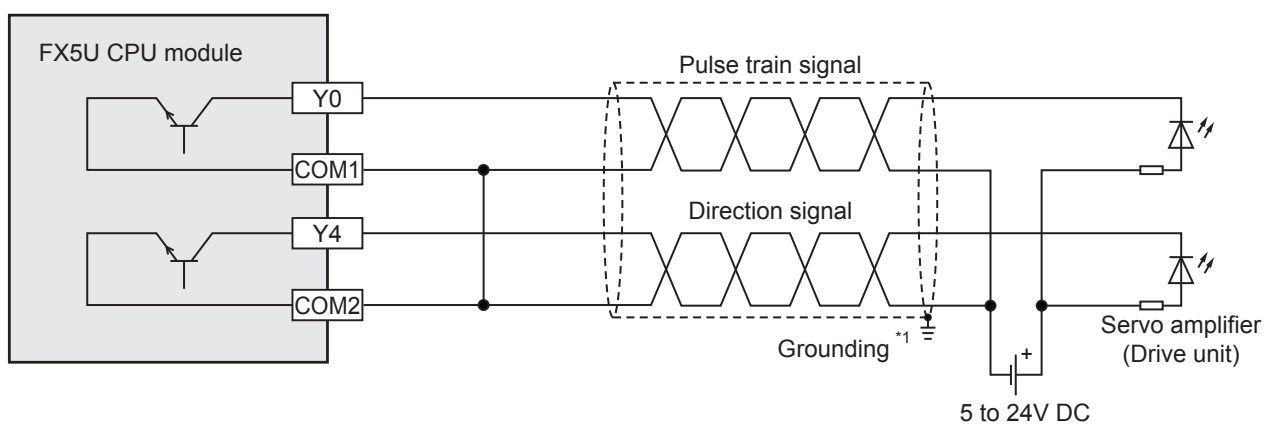 FX5U CPU module
Pulse train signal
Y0
COM1
Direction signal
Y4
COM2
Servo amplifier
(Drive unit)
Grounding *1
+
5 to 24V DC